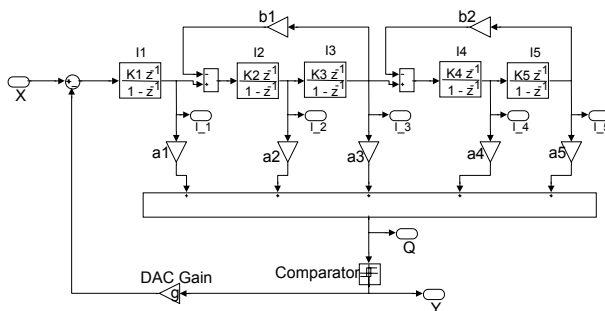 b1
b2
I1
I2
I3
I4
I5
X
K1 z-1
1 - z-1
K2 z-1
1 - z-1
K3 z-1
1 - z-1
K4 z-1
1 - z-1
K5 z-1
1 - z-1
I_1
I_2
I_3
I_4
a1
a2
a3
a4
a5
Q
Comparator
DAC Gain
g
Y